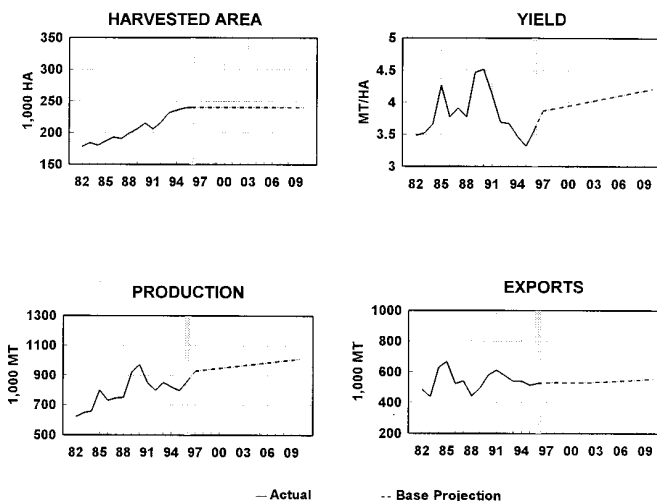 HARVESTED AREA
1,000 HA
350
300
250
200
150
82 85 88 91 94 97 00 03 06 09
YIELD
MT/HA
5
4.5
4
3.5
3
82 85 88 91 94 97 00 03 06 09
PRODUCTION
1,000 MT
1300
1100
900
700
500
82 85 88 91 94 97 00 03 06 09
EXPORTS
1,000 MT
1000
800
600
400
200
82 85 88 91 94 97 00 03 06 09
Actual
Base Projection